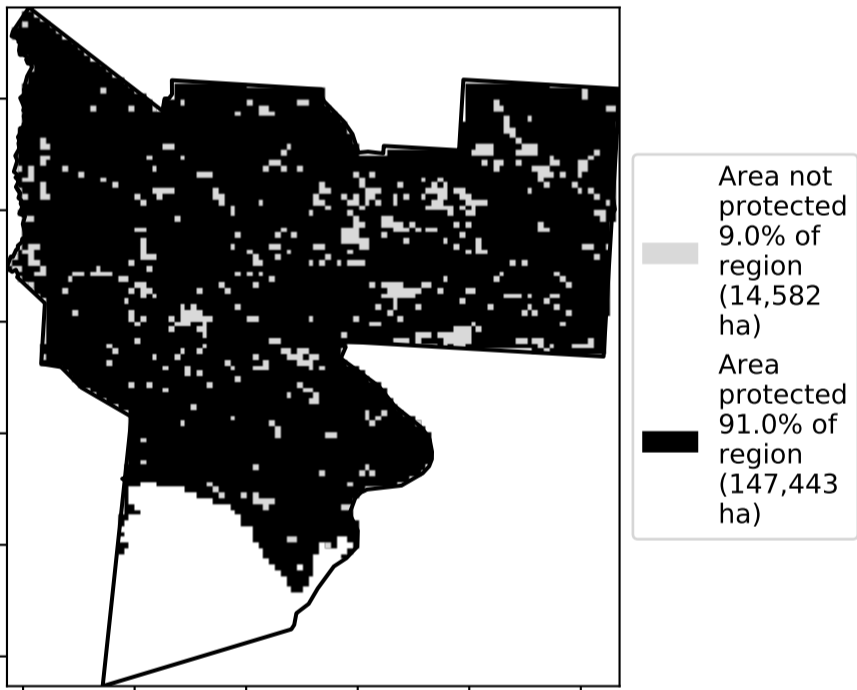 Area not
protected
9.0% of
region
(14,582
ha)
Area
protected
91.0% of
region
(147,443
ha)